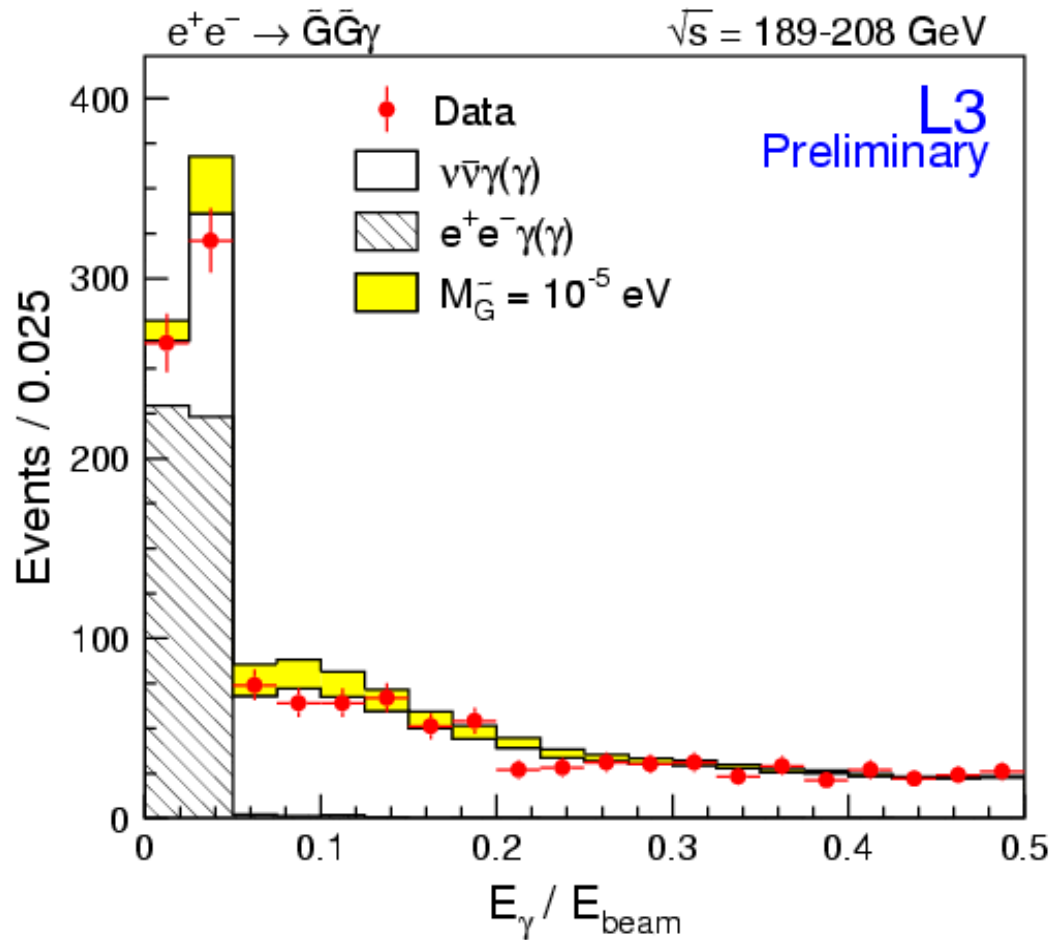 e⁺e⁻ → G̃G̃γ
√s = 189-208 GeV
L3
Preliminary
Data
νν̄γ(γ)
e⁺e⁻γ(γ)
M_G̃ = 10⁻⁵ eV
Events / 0.025
400
300
200
100
0
0 0.1 0.2 0.3 0.4 0.5
E_γ / E_beam